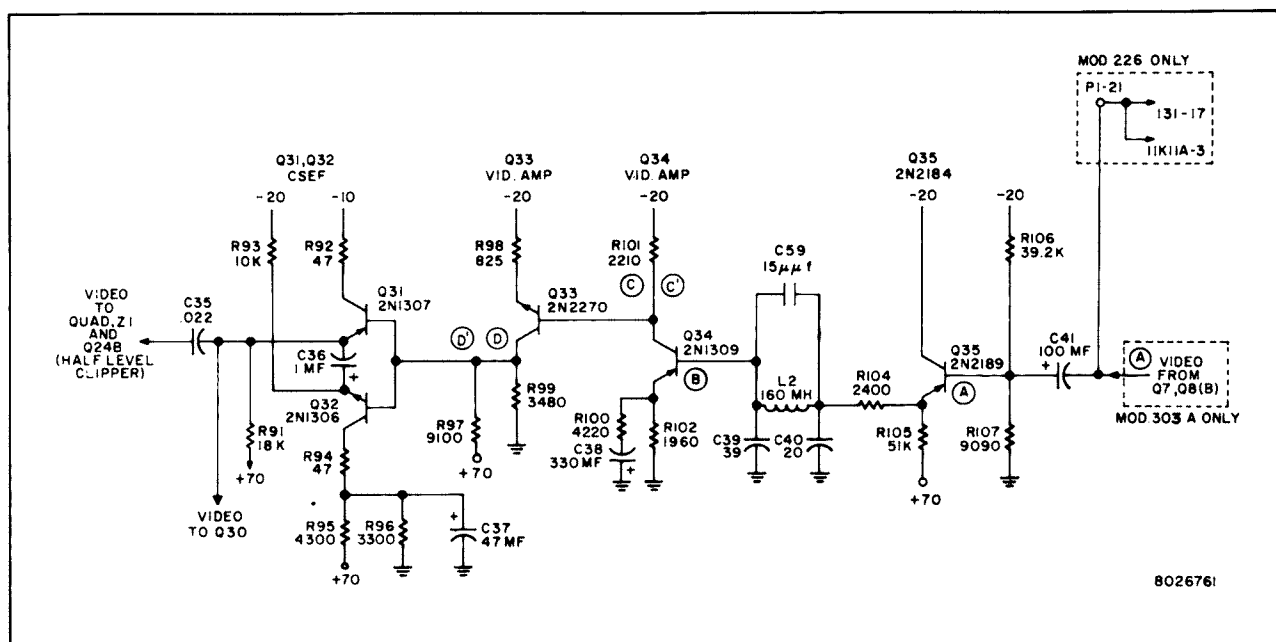 MOD 226 ONLY
P1-21
131-17
11K11A-3
Q31,Q32
CSEF
-20
-10
Q33
VID. AMP
-20
Q34
VID. AMP
-20
Q35
2N2184
-20
-20
R93
10K
R92
47
R98
825
R101
2210
C59
15μμf
R106
39.2K
C
C'
VIDEO
TO
QUAD, Z1
AND
Q24B
(HALF LEVEL
CLIPPER)
C35
.022
Q31
2N1307
Q33
2N2270
D'
D
C36
1 MF
+
Q34
2N1309
B
Q35
2N2189
A
C41
100 MF
+
A
VIDEO
FROM
Q7,Q8(B)
MOD 303 A ONLY
L2
160 MH
R104
2400
Q32
2N1306
R91
18K
+70
R97
9100
+70
R99
3480
R100
4220
C38
330 MF
+
R102
1960
C39
39
C40
20
R105
51K
+70
R107
9090
R94
47
VIDEO
TO Q30
R95
4300
+70
R96
3300
+
C37
47 MF
8026761